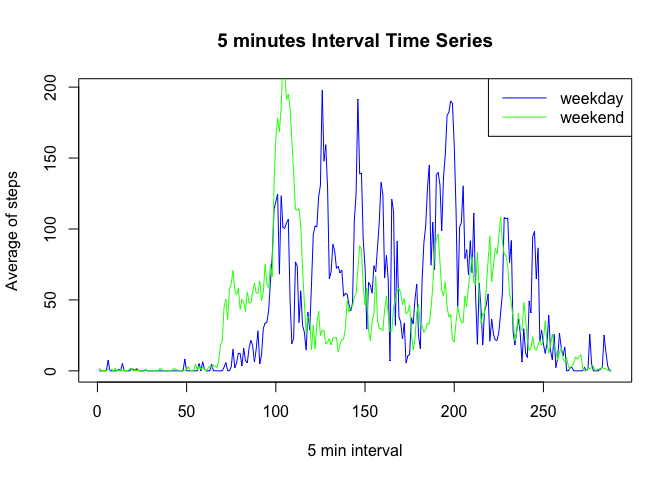 5 minutes Interval Time Series
weekday
weekend
Average of steps
200
150
100
50
0
0 50 100 150 200 250
5 min interval